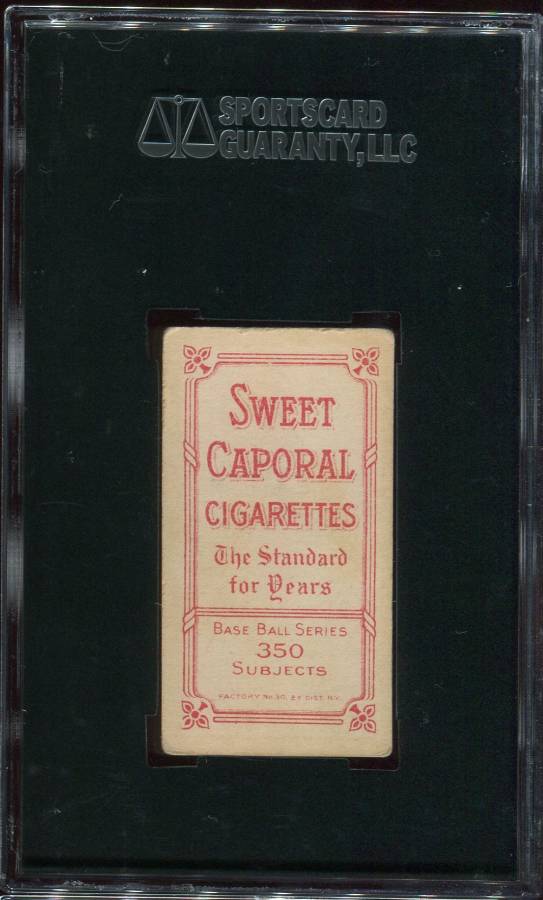 SPORTSCARD
GUARANTY, LLC
SWEET
CAPORAL
CIGARETTES
The Standard
for Years
BASE BALL SERIES
350
SUBJECTS
FACTORY No. 30, 2D DIST. N.Y.